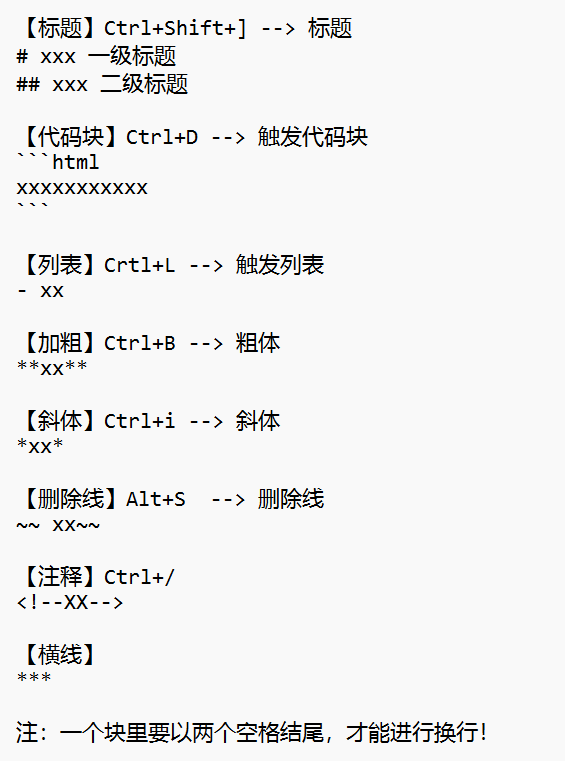 【标题】Ctrl+Shift+] --> 标题
# xxx 一级标题
## xxx 二级标题
【代码块】Ctrl+D --> 触发代码块
```html
xxxxxxxxxxx
```
【列表】Crtl+L --> 触发列表
- xx
【加粗】Ctrl+B --> 粗体
**xx**
【斜体】Ctrl+i --> 斜体
*xx*
【删除线】Alt+S  --> 删除线
~~ xx~~
【注释】Ctrl+/
<!--XX-->
【横线】
***
注：一个块里要以两个空格结尾，才能进行换行！